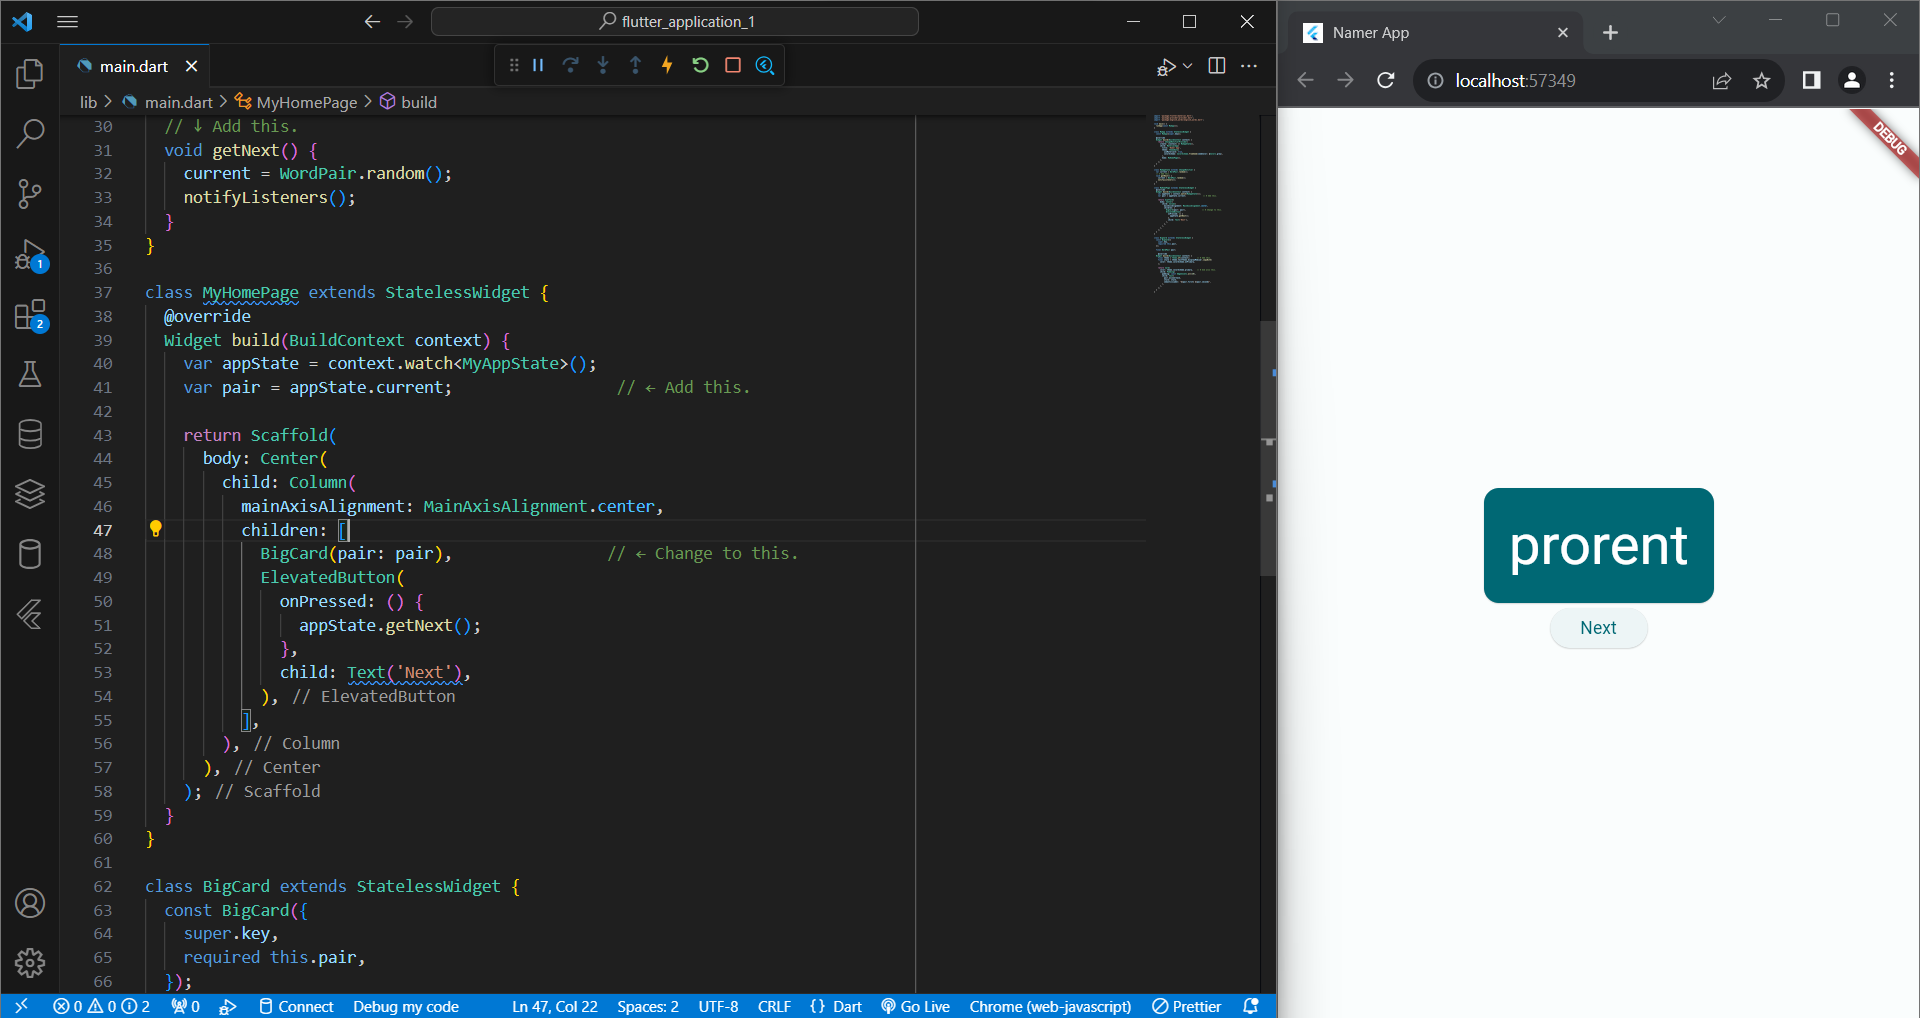 flutter_application_1
main.dart
lib > main.dart > MyHomePage > build
30 // ↓ Add this.
31 void getNext() {
32 current = WordPair.random();
33 notifyListeners();
34 }
35 }
36
37 class MyHomePage extends StatelessWidget {
38 @override
39 Widget build(BuildContext context) {
40 var appState = context.watch<MyAppState>();
41 var pair = appState.current; // ← Add this.
42
43 return Scaffold(
44 body: Center(
45 child: Column(
46 mainAxisAlignment: MainAxisAlignment.center,
47 children: [
48 BigCard(pair: pair), // ← Change to this.
49 ElevatedButton(
50 onPressed: () {
51 appState.getNext();
52 },
53 child: Text('Next'),
54 ), // ElevatedButton
55 ],
56 ), // Column
57 ), // Center
58 ); // Scaffold
59 }
60 }
61
62 class BigCard extends StatelessWidget {
63 const BigCard({
64 super.key,
65 required this.pair,
66 });
1
2
0 0 2 0 Connect Debug my code Ln 47, Col 22 Spaces: 2 UTF-8 CRLF {} Dart Go Live Chrome (web-javascript) Prettier
Namer App
localhost:57349
DEBUG
prorent
Next